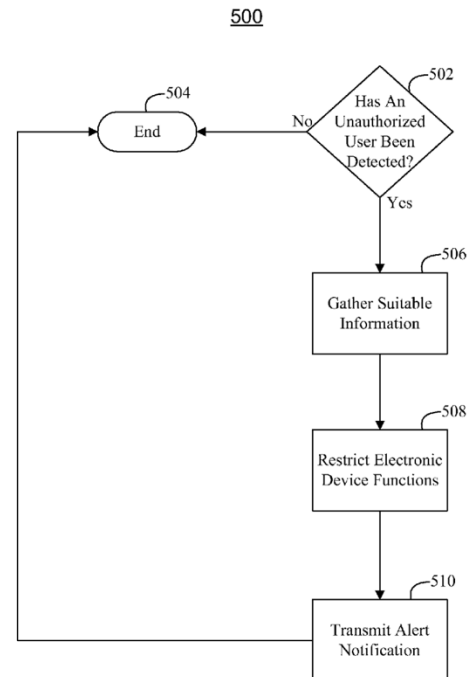 500
502
Has An
Unauthorized
User Been
Detected?
No
504
End
Yes
506
Gather Suitable
Information
508
Restrict Electronic
Device Functions
510
Transmit Alert
Notification